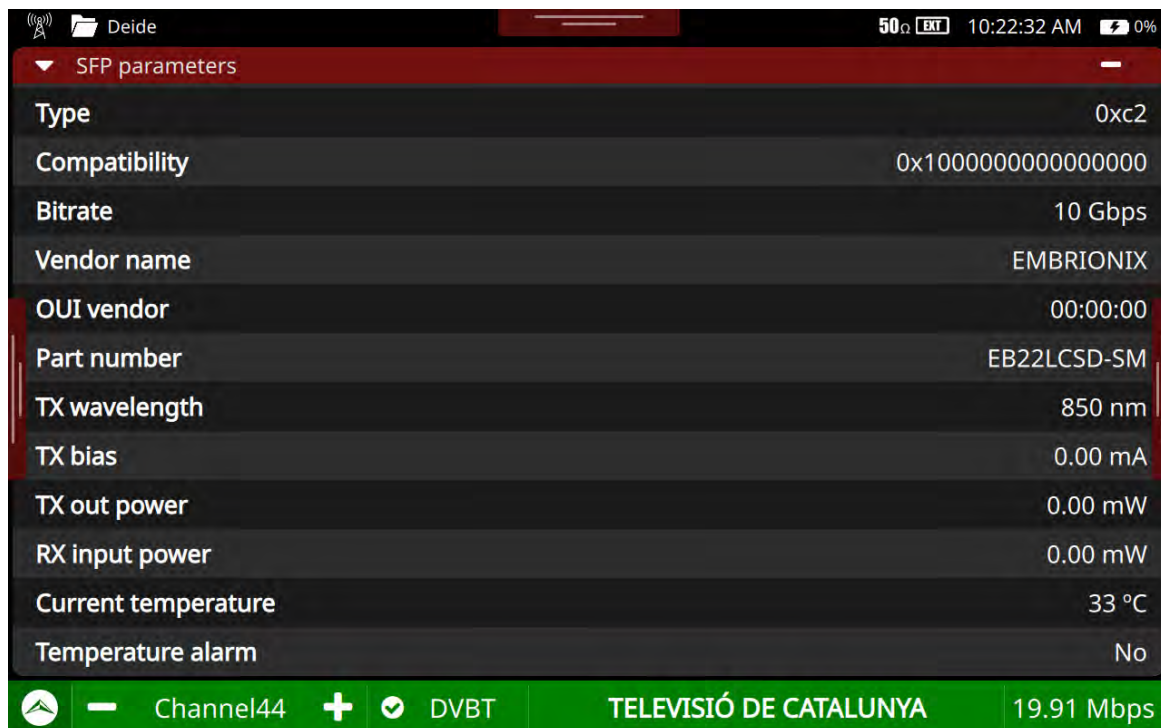 Deide 50Ω EXT 10:22:32 AM 0%
SFP parameters
Type 0xc2
Compatibility 0x1000000000000000
Bitrate 10 Gbps
Vendor name EMBRIONIX
OUI vendor 00:00:00
Part number EB22LCSD-SM
TX wavelength 850 nm
TX bias 0.00 mA
TX out power 0.00 mW
RX input power 0.00 mW
Current temperature 33 ºC
Temperature alarm No
Channel44 DVBT TELEVISIÓ DE CATALUNYA 19.91 Mbps